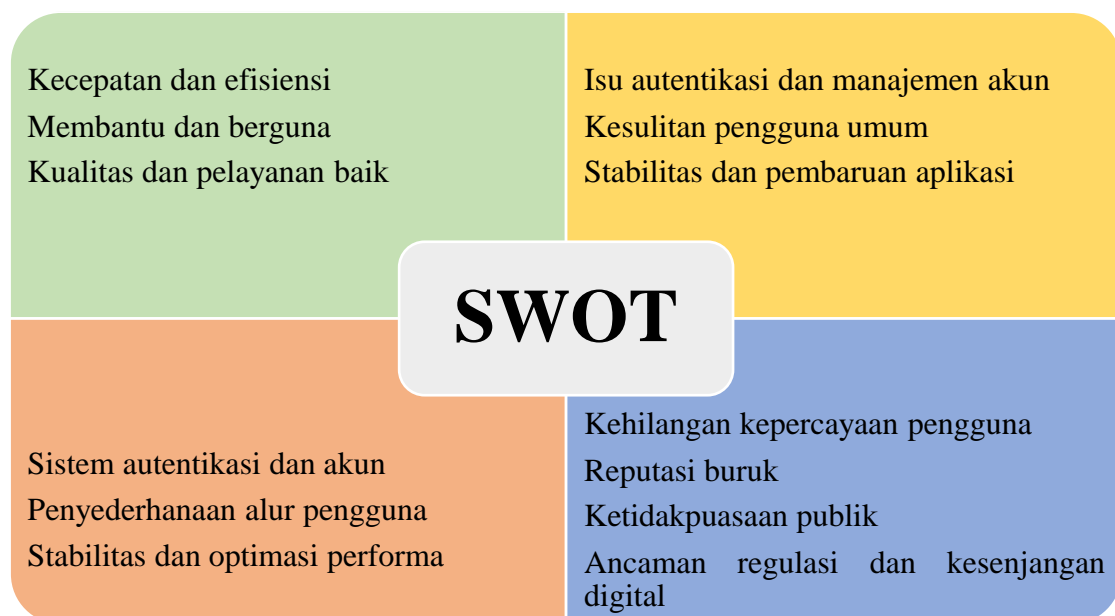 Kecepatan dan efisiensi
Membantu dan berguna
Kualitas dan pelayanan baik
Isu autentikasi dan manajemen akun
Kesulitan pengguna umum
Stabilitas dan pembaruan aplikasi
SWOT
Sistem autentikasi dan akun
Penyederhanaan alur pengguna
Stabilitas dan optimasi performa
Kehilangan kepercayaan pengguna
Reputasi buruk
Ketidakpuasaan publik
Ancaman regulasi dan kesenjangan
digital